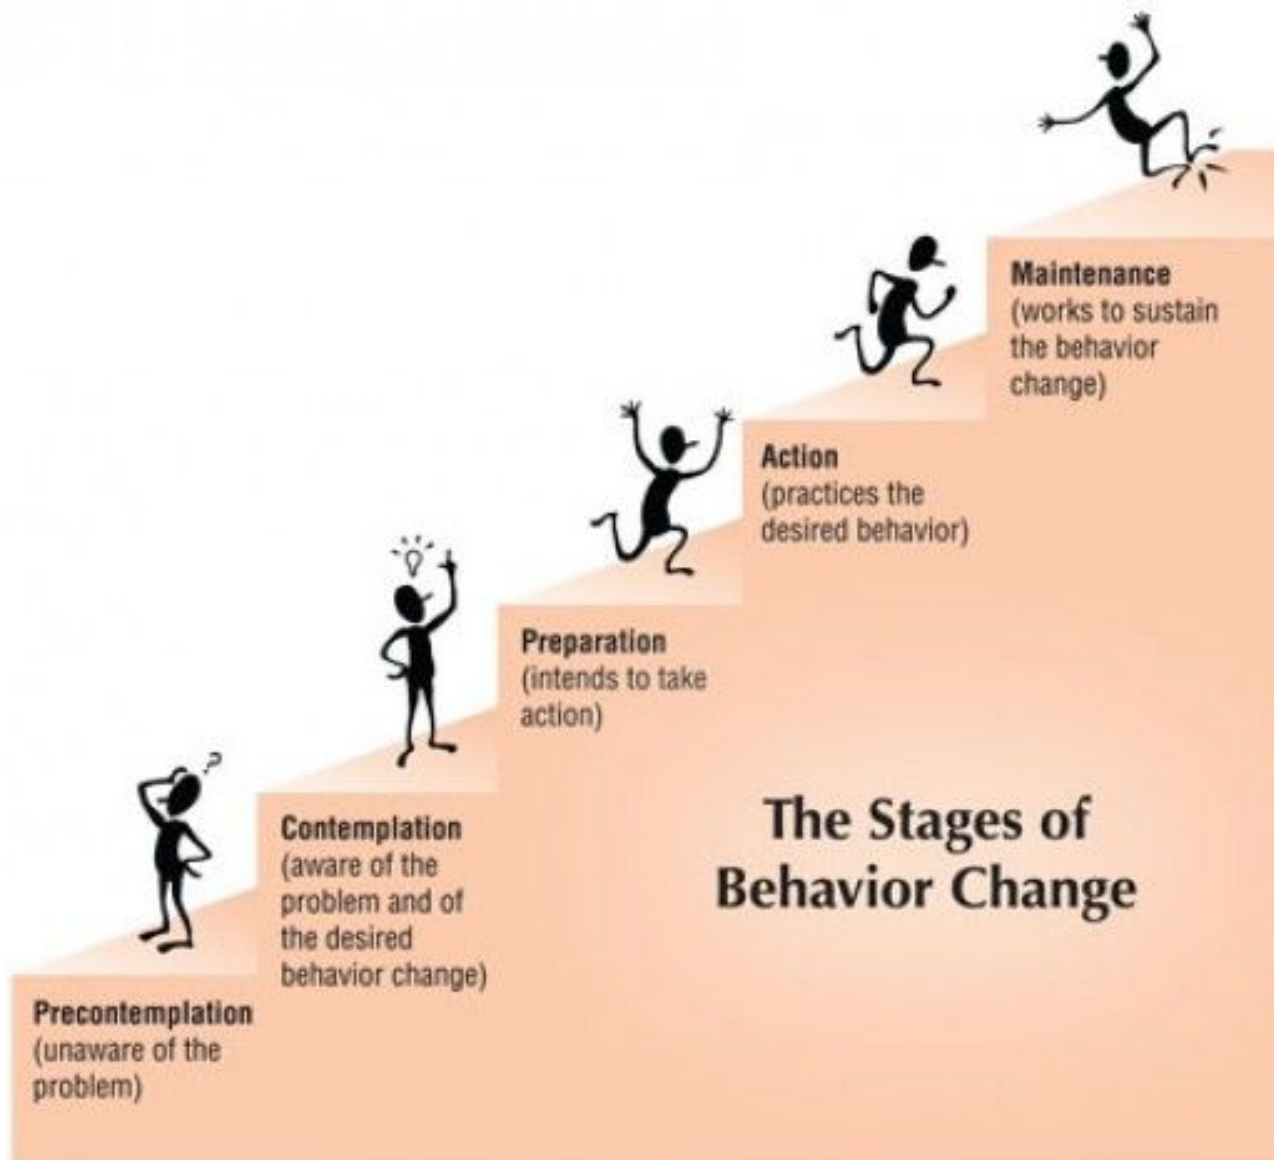 Maintenance
(works to sustain
the behavior
change)
Action
(practices the
desired behavior)
Preparation
(intends to take
action)
Contemplation
(aware of the
problem and of
the desired
behavior change)
Precontemplation
(unaware of the
problem)
The Stages of
Behavior Change
?